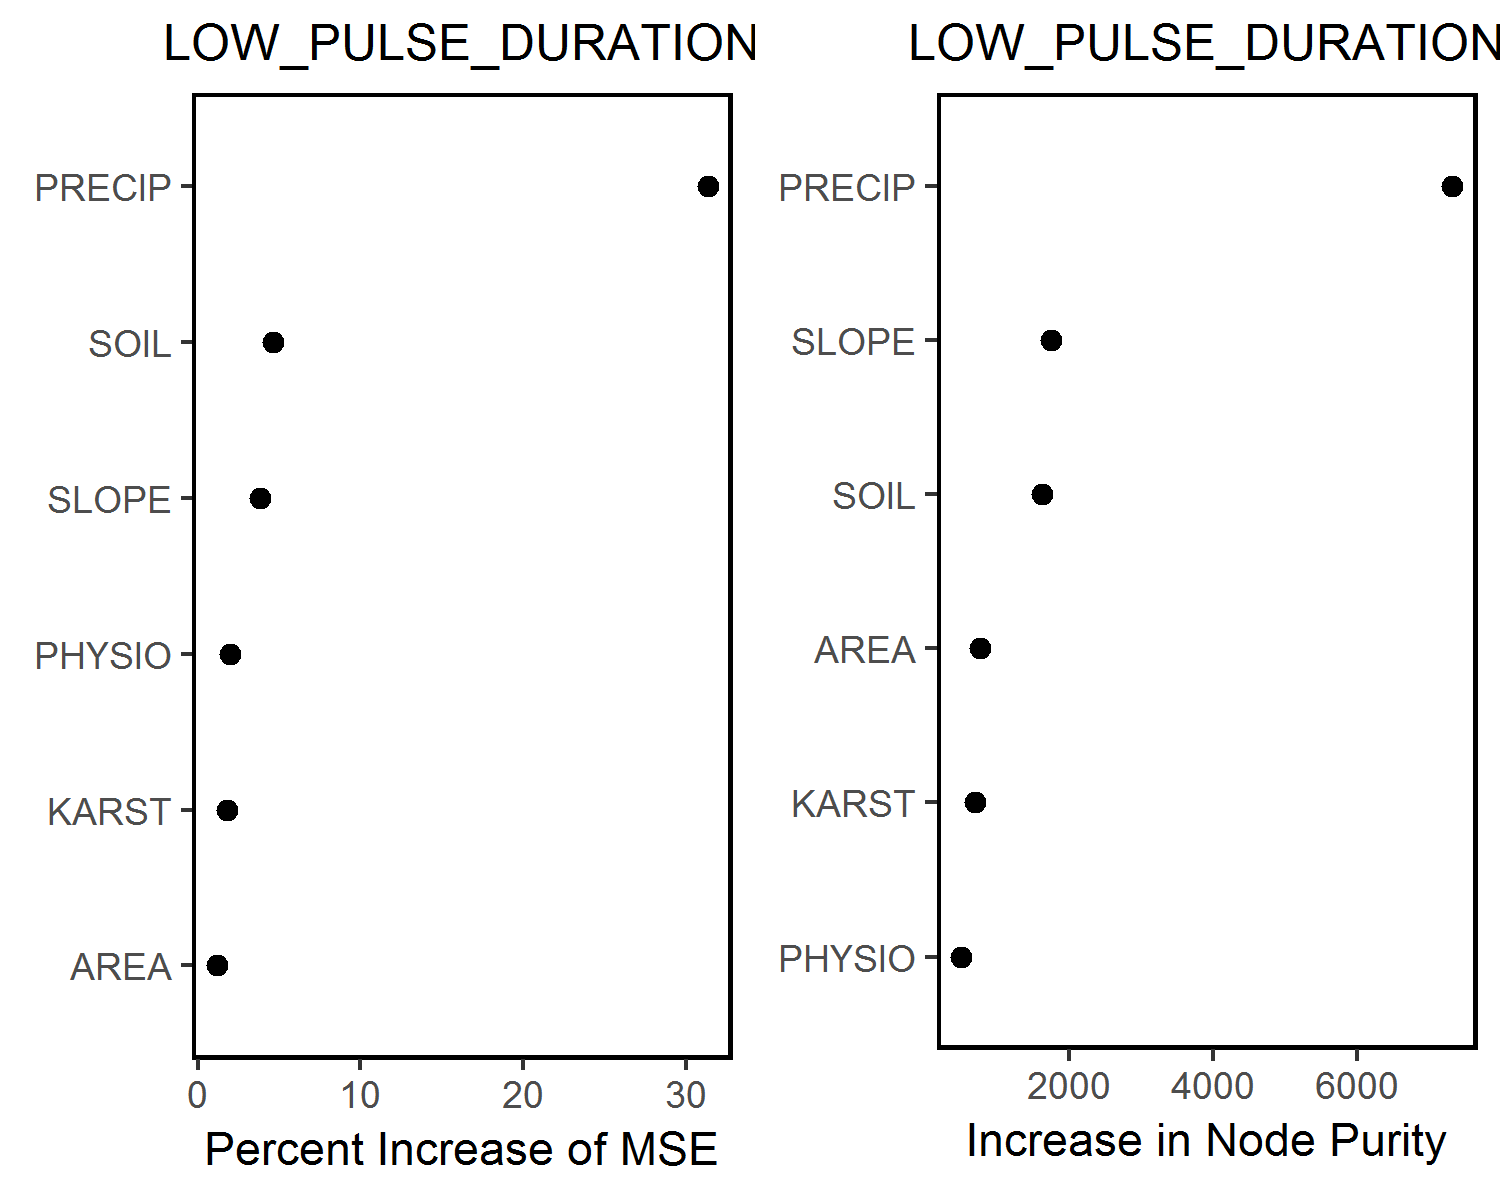 LOW_PULSE_DURATION
PRECIP
SOIL
SLOPE
PHYSIO
KARST
AREA
0 10 20 30
Percent Increase of MSE
LOW_PULSE_DURATION
PRECIP
SLOPE
SOIL
AREA
KARST
PHYSIO
2000 4000 6000
Increase in Node Purity